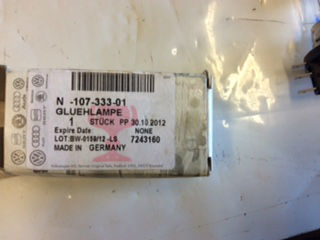 N -107-333-01
GLUEHLAMPE
1 STÜCK PP 30.10.2012
Expire Date: NONE
LOT:BW-0159/12 -LS 7243160
MADE IN GERMANY